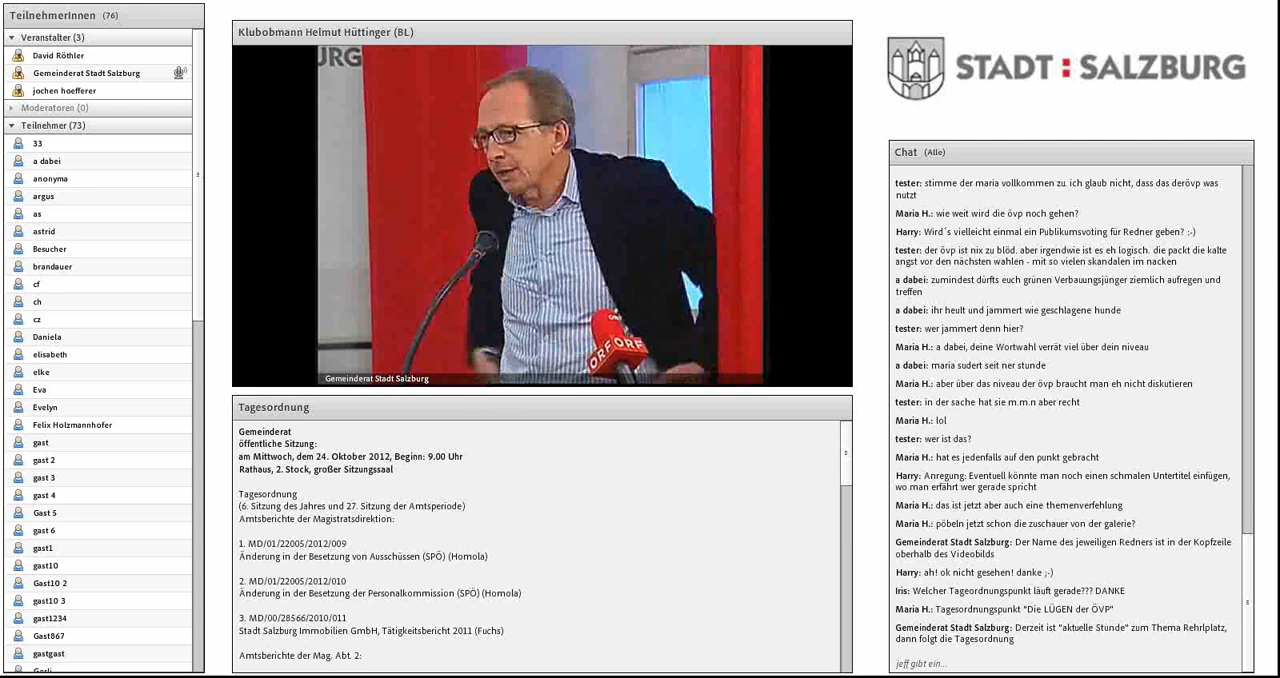 TeilnehmerInnen (76)
Veranstalter (3)
David Röthler
Gemeinderat Stadt Salzburg
jochen hoefferer
Moderatoren (0)
Teilnehmer (73)
33
a dabei
anonyma
argus
as
astrid
Besucher
brandauer
cf
ch
cz
Daniela
elisabeth
elke
Eva
Evelyn
Felix Holzmannhofer
gast
gast 2
gast 3
gast 4
Gast 5
gast 6
gast1
gast10
Gast10 2
gast10 3
gast1234
Gast867
gastgast
Gerli
Klubobmann Helmut Hüttinger (BL)
URG
ORF ORF
Gemeinderat Stadt Salzburg
Tagesordnung
Gemeinderat
öffentliche Sitzung:
am Mittwoch, dem 24. Oktober 2012, Beginn: 9.00 Uhr
Rathaus, 2. Stock, großer Sitzungssaal
Tagesordnung
(6. Sitzung des Jahres und 27. Sitzung der Amtsperiode)
Amtsberichte der Magistratsdirektion:
1. MD/01/22005/2012/009
Änderung in der Besetzung von Ausschüssen (SPÖ) (Homola)
2. MD/01/22005/2012/010
Änderung in der Besetzung der Personalkommission (SPÖ) (Homola)
3. MD/00/28566/2010/011
Stadt Salzburg Immobilien GmbH, Tätigkeitsbericht 2011 (Fuchs)
Amtsberichte der Mag. Abt. 2:
STADT : SALZBURG
Chat (Alle)
tester: stimme der maria vollkommen zu. ich glaub nicht, dass das derövp was
nutzt
Maria H.: wie weit wird die övp noch gehen?
Harry: Wird´s vielleicht einmal ein Publikumsvoting für Redner geben? :-)
tester: der övp ist nix zu blöd. aber irgendwie ist es eh logisch. die packt die kalte
angst vor den nächsten wahlen - mit so vielen skandalen im nacken
a dabei: zumindest dürfts euch grünen Verbauungsjünger ziemlich aufregen und
treffen
a dabei: ihr heult und jammert wie geschlagene hunde
tester: wer jammert denn hier?
Maria H.: a dabei, deine Wortwahl verrät viel über dein niveau
a dabei: maria sudert seit ner stunde
Maria H.: aber über das niveau der övp braucht man eh nicht diskutieren
tester: in der sache hat sie m.m.n aber recht
Maria H.: lol
tester: wer ist das?
Maria H.: hat es jedenfalls auf den punkt gebracht
Harry: Anregung: Eventuell könnte man noch einen schmalen Untertitel einfügen,
wo man erfährt wer gerade spricht
Maria H.: das ist jetzt aber auch eine themenverfehlung
Maria H.: pöbeln jetzt schon die zuschauer von der galerie?
Gemeinderat Stadt Salzburg: Der Name des jeweiligen Redners ist in der Kopfzeile
oberhalb des Videobilds
Harry: ah! ok nicht gesehen! danke ;-)
Iris: Welcher Tageordnungspunkt läuft gerade??? DANKE
Maria H.: Tagesordnungspunkt "Die LÜGEN der ÖVP"
Gemeinderat Stadt Salzburg: Derzeit ist "aktuelle Stunde" zum Thema Rehrlplatz,
dann folgt die Tagesordnung
jeff gibt ein...